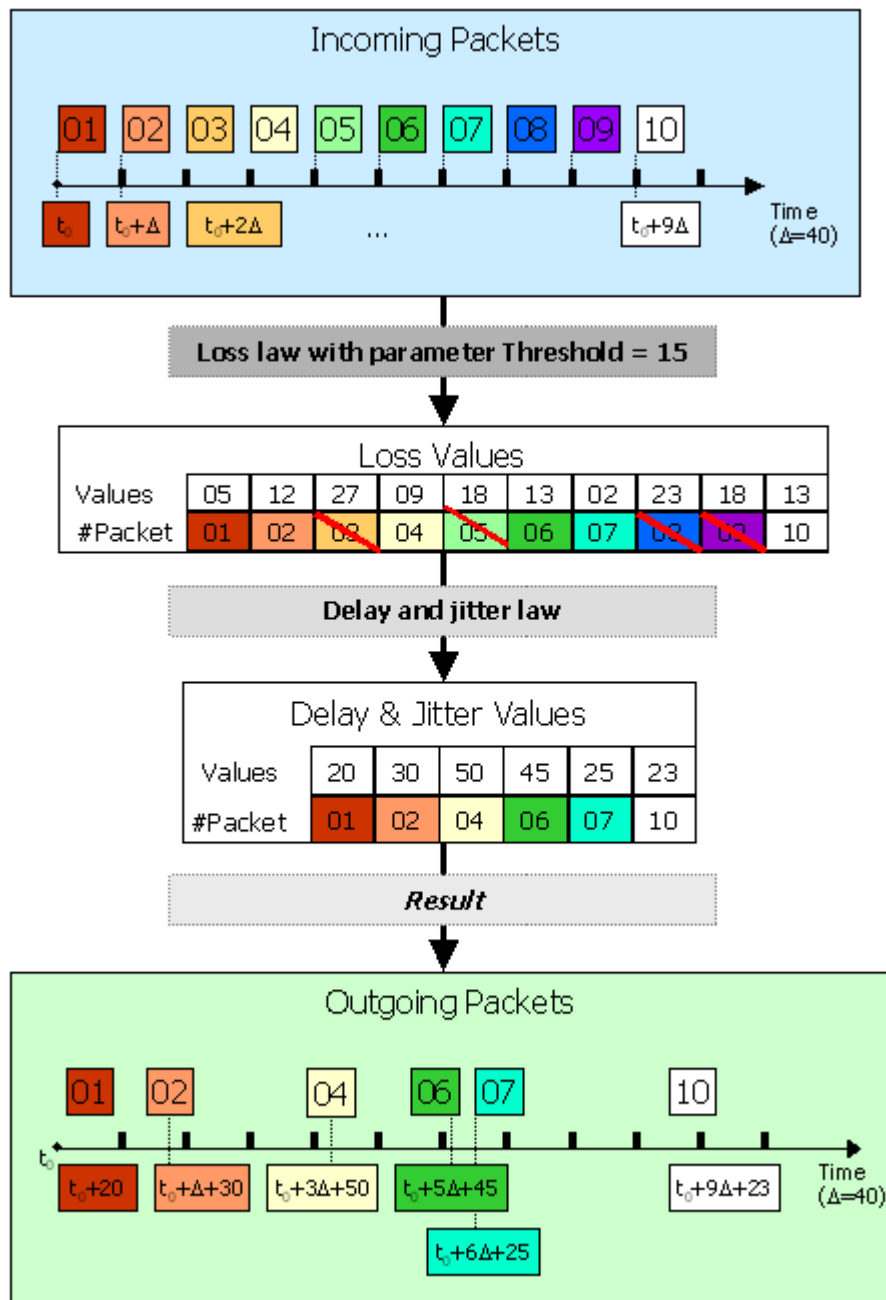 Incoming Packets
01 02 03 04 05 06 07 08 09 10
t₀ t₀+Δ t₀+2Δ ... t₀+9Δ Time
(Δ=40)
Loss law with parameter Threshold = 15
Loss Values
Values 05 12 27 09 18 13 02 23 18 13
#Packet 01 02 03 04 05 06 07 08 09 10
Delay and jitter law
Delay & Jitter Values
Values 20 30 50 45 25 23
#Packet 01 02 04 06 07 10
Result
Outgoing Packets
01 02 04 06 07 10
t₀
t₀+20 t₀+Δ+30 t₀+3Δ+50 t₀+5Δ+45 t₀+9Δ+23 Time
(Δ=40)
t₀+6Δ+25